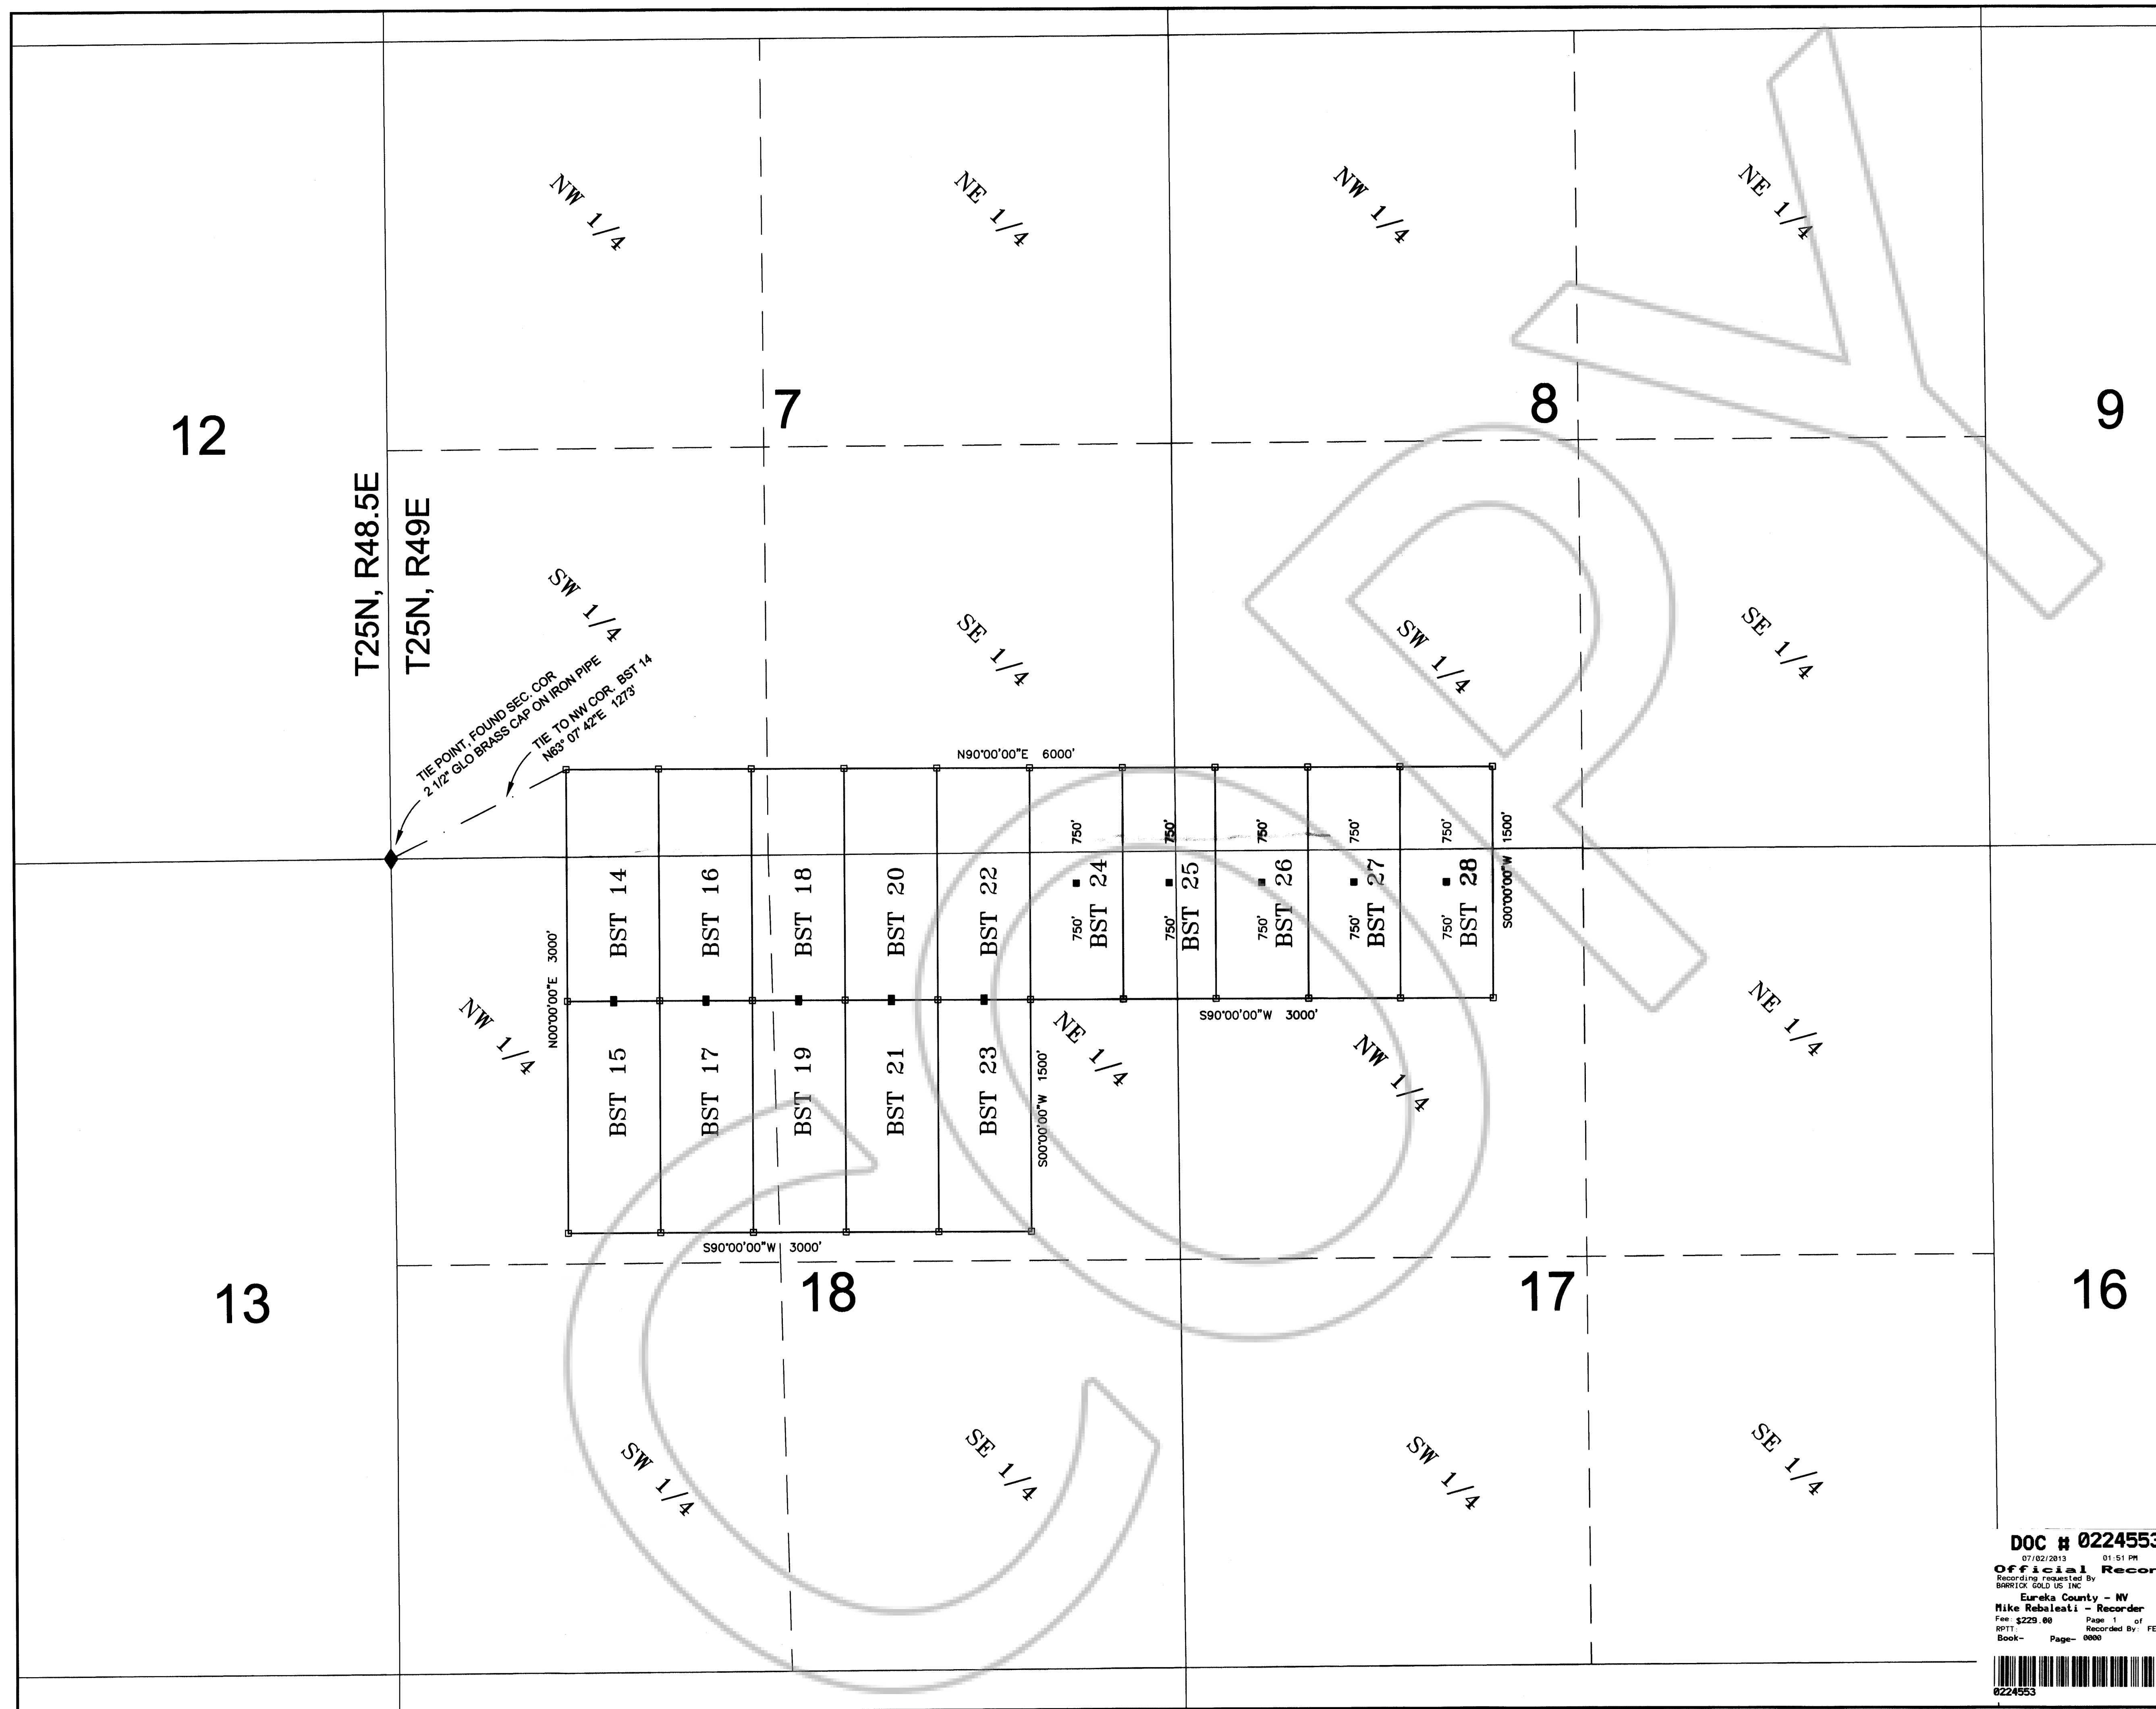 NW 1/4
NE 1/4
NW 1/4
NE 1/4
12
7
8
9
T25N, R48.5E
T25N, R49E
SW 1/4
SE 1/4
SW 1/4
SE 1/4
TIE POINT, FOUND SEC. COR
2 1/2" GLO BRASS CAP ON IRON PIPE
TIE TO NW COR. BST 14
N63° 07' 42"E 1273'
N90°00'00"E 6000'
BST 14
BST 16
BST 18
BST 20
BST 22
750'
750'
BST 24
750'
750'
BST 25
750'
750'
BST 26
750'
750'
BST 27
750'
750'
BST 28
S00°00'00"W 1500'
N00°00'00"E 3000'
S90°00'00"W 3000'
NW 1/4
BST 15
BST 17
BST 19
BST 21
BST 23
S00°00'00"W 1500'
NE 1/4
NW 1/4
NE 1/4
S90°00'00"W 3000'
13
18
17
16
SW 1/4
SE 1/4
SW 1/4
SE 1/4
COPY
DOC # 0224553
07/02/2013 01:51 PM
Official Recor
Recording requested By
BARRICK GOLD US INC
Eureka County - NV
Mike Rebaleati - Recorder
Fee: $229.00 Page 1 of
RPTT: Recorded By: FE
Book- Page- 0000
0224553